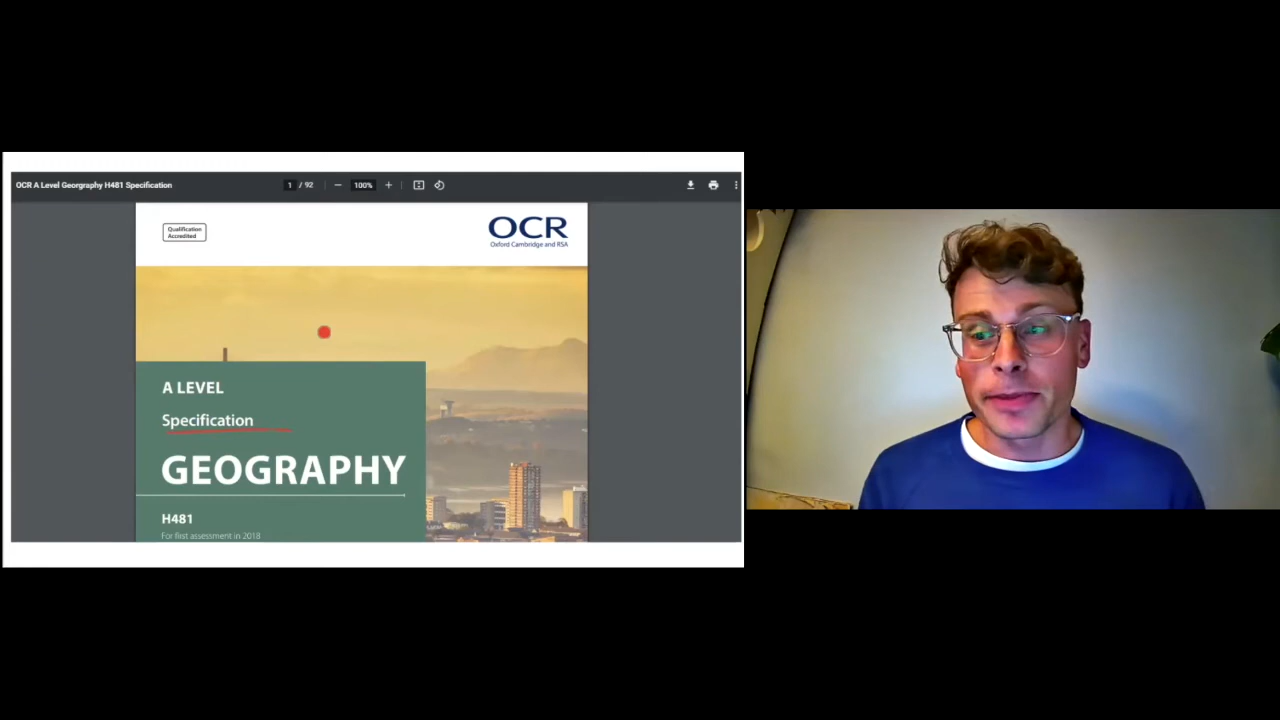 OCR A Level Georgraphy H481 Specification
1 / 92
100%
Qualification
Accredited
OCR
Oxford Cambridge and RSA
A LEVEL
Specification
GEOGRAPHY
H481
For first assessment in 2018